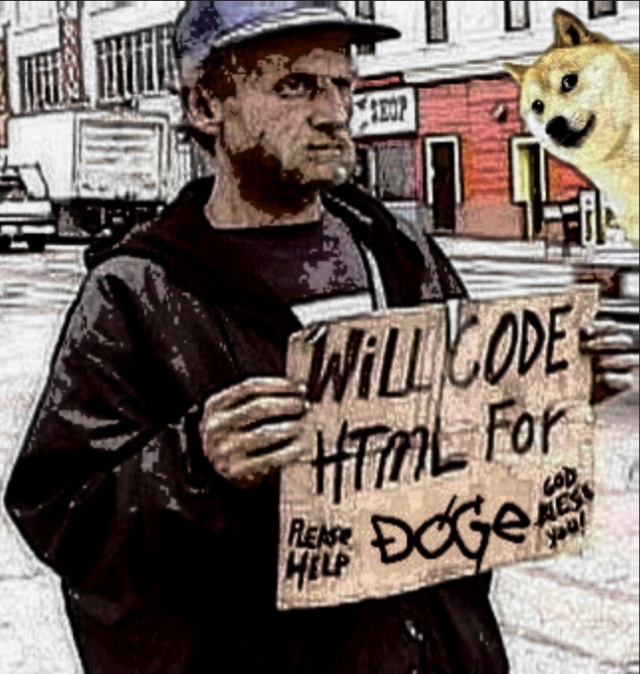 SHOP
WiLL CODE
HTML For
PLEASE HELP
ĐOGe
GOD BLESS you!